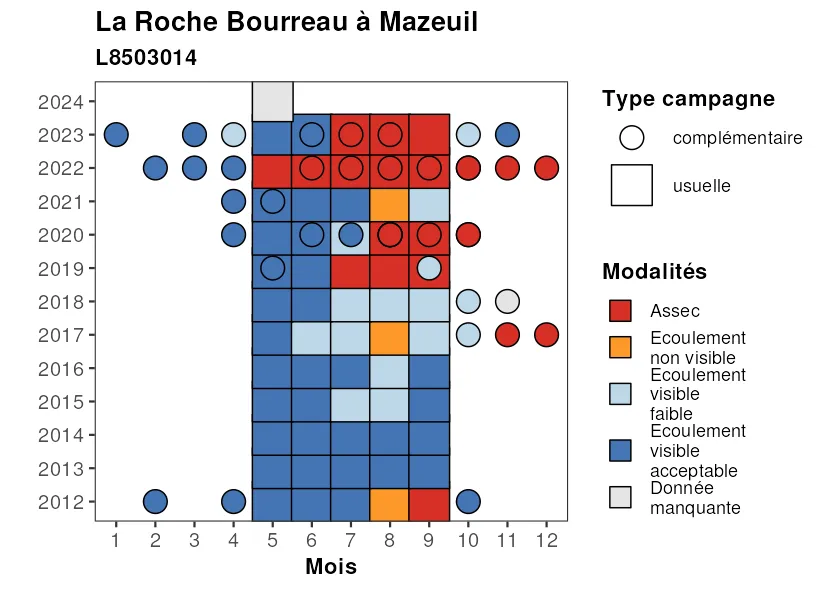 La Roche Bourreau à Mazeuil
L8503014
2024
2023
2022
2021
2020
2019
2018
2017
2016
2015
2014
2013
2012
1 2 3 4 5 6 7 8 9 10 11 12
Mois
Type campagne
complémentaire
usuelle
Modalités
Assec
Ecoulement
non visible
Ecoulement
visible
faible
Ecoulement
visible
acceptable
Donnée
manquante